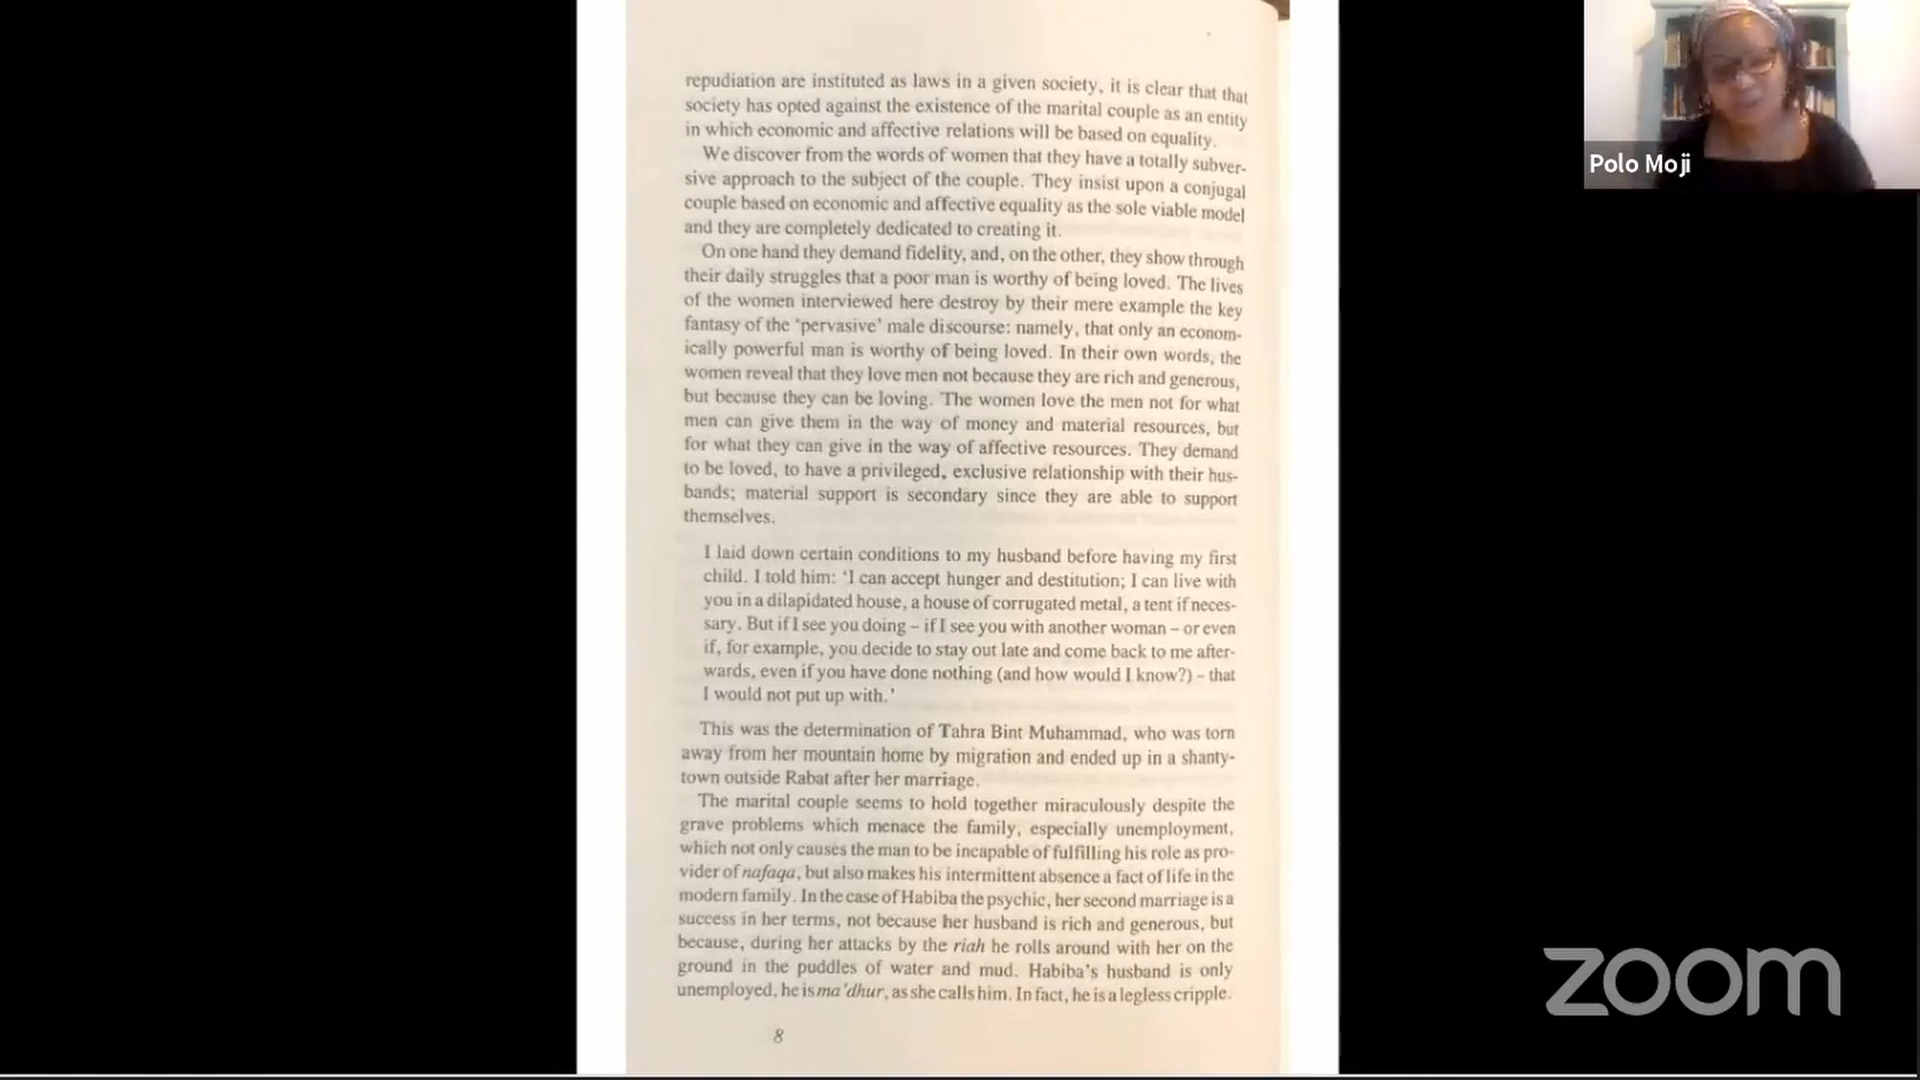 repudiation are instituted as laws in a given society, it is clear that that
society has opted against the existence of the marital couple as an entity
in which economic and affective relations will be based on equality.
We discover from the words of women that they have a totally subver-
sive approach to the subject of the couple. They insist upon a conjugal
couple based on economic and affective equality as the sole viable model
and they are completely dedicated to creating it.
On one hand they demand fidelity, and, on the other, they show through
their daily struggles that a poor man is worthy of being loved. The lives
of the women interviewed here destroy by their mere example the key
fantasy of the 'pervasive' male discourse: namely, that only an econom-
ically powerful man is worthy of being loved. In their own words, the
women reveal that they love men not because they are rich and generous,
but because they can be loving. The women love the men not for what
men can give them in the way of money and material resources, but
for what they can give in the way of affective resources. They demand
to be loved, to have a privileged, exclusive relationship with their hus-
bands; material support is secondary since they are able to support
themselves.
I laid down certain conditions to my husband before having my first
child. I told him: 'I can accept hunger and destitution; I can live with
you in a dilapidated house, a house of corrugated metal, a tent if neces-
sary. But if I see you doing – if I see you with another woman – or even
if, for example, you decide to stay out late and come back to me after-
wards, even if you have done nothing (and how would I know?) – that
I would not put up with.'
This was the determination of Tahra Bint Muhammad, who was torn
away from her mountain home by migration and ended up in a shanty-
town outside Rabat after her marriage.
The marital couple seems to hold together miraculously despite the
grave problems which menace the family, especially unemployment,
which not only causes the man to be incapable of fulfilling his role as pro-
vider of nafaqa, but also makes his intermittent absence a fact of life in the
modern family. In the case of Habiba the psychic, her second marriage is a
success in her terms, not because her husband is rich and generous, but
because, during her attacks by the riah he rolls around with her on the
ground in the puddles of water and mud. Habiba's husband is only
unemployed, he is ma'dhur, as she calls him. In fact, he is a legless cripple.
8
Polo Moji
zoom